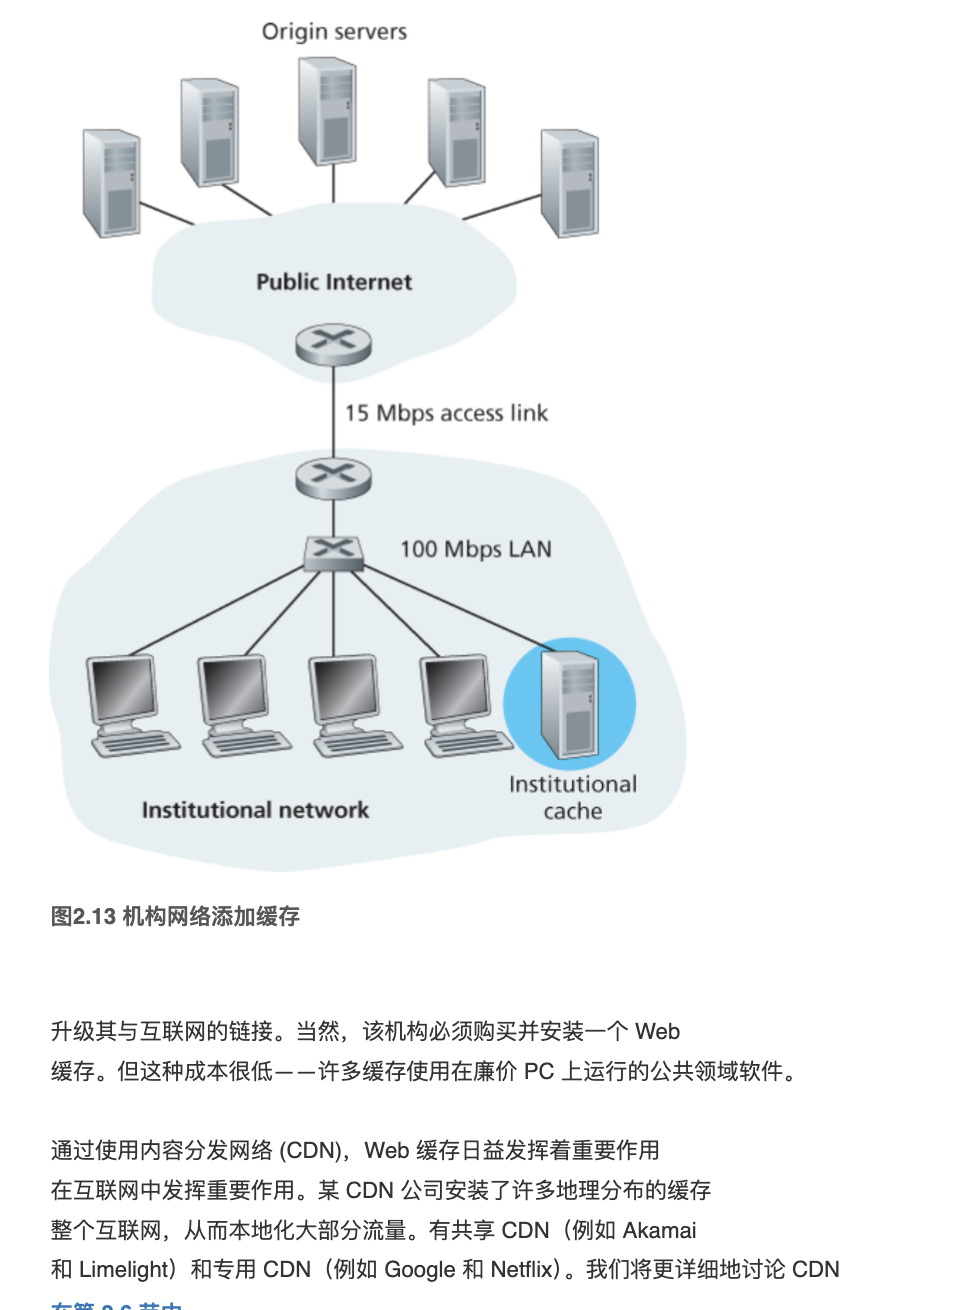 Origin servers
Public Internet
15 Mbps access link
100 Mbps LAN
Institutional
cache
Institutional network
图2.13 机构网络添加缓存
升级其与互联网的链接。当然，该机构必须购买并安装一个 Web
缓存。但这种成本很低——许多缓存使用在廉价 PC 上运行的公共领域软件。
通过使用内容分发网络 (CDN)，Web 缓存日益发挥着重要作用
在互联网中发挥重要作用。某 CDN 公司安装了许多地理分布的缓存
整个互联网，从而本地化大部分流量。有共享 CDN（例如 Akamai
和 Limelight）和专用 CDN（例如 Google 和 Netflix）。我们将更详细地讨论 CDN
在第 2.6 节中